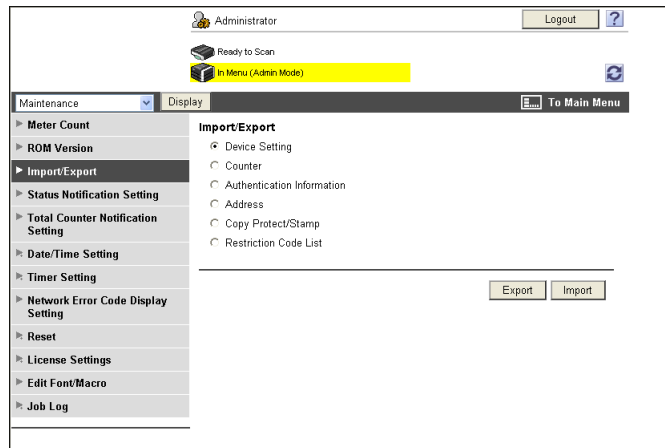 Administrator
Logout
?
Ready to Scan
In Menu (Admin Mode)
Maintenance
Display
To Main Menu
Meter Count
ROM Version
Import/Export
Status Notification Setting
Total Counter Notification
Setting
Date/Time Setting
Timer Setting
Network Error Code Display
Setting
Reset
License Settings
Edit Font/Macro
Job Log
Import/Export
Device Setting
Counter
Authentication Information
Address
Copy Protect/Stamp
Restriction Code List
Export
Import